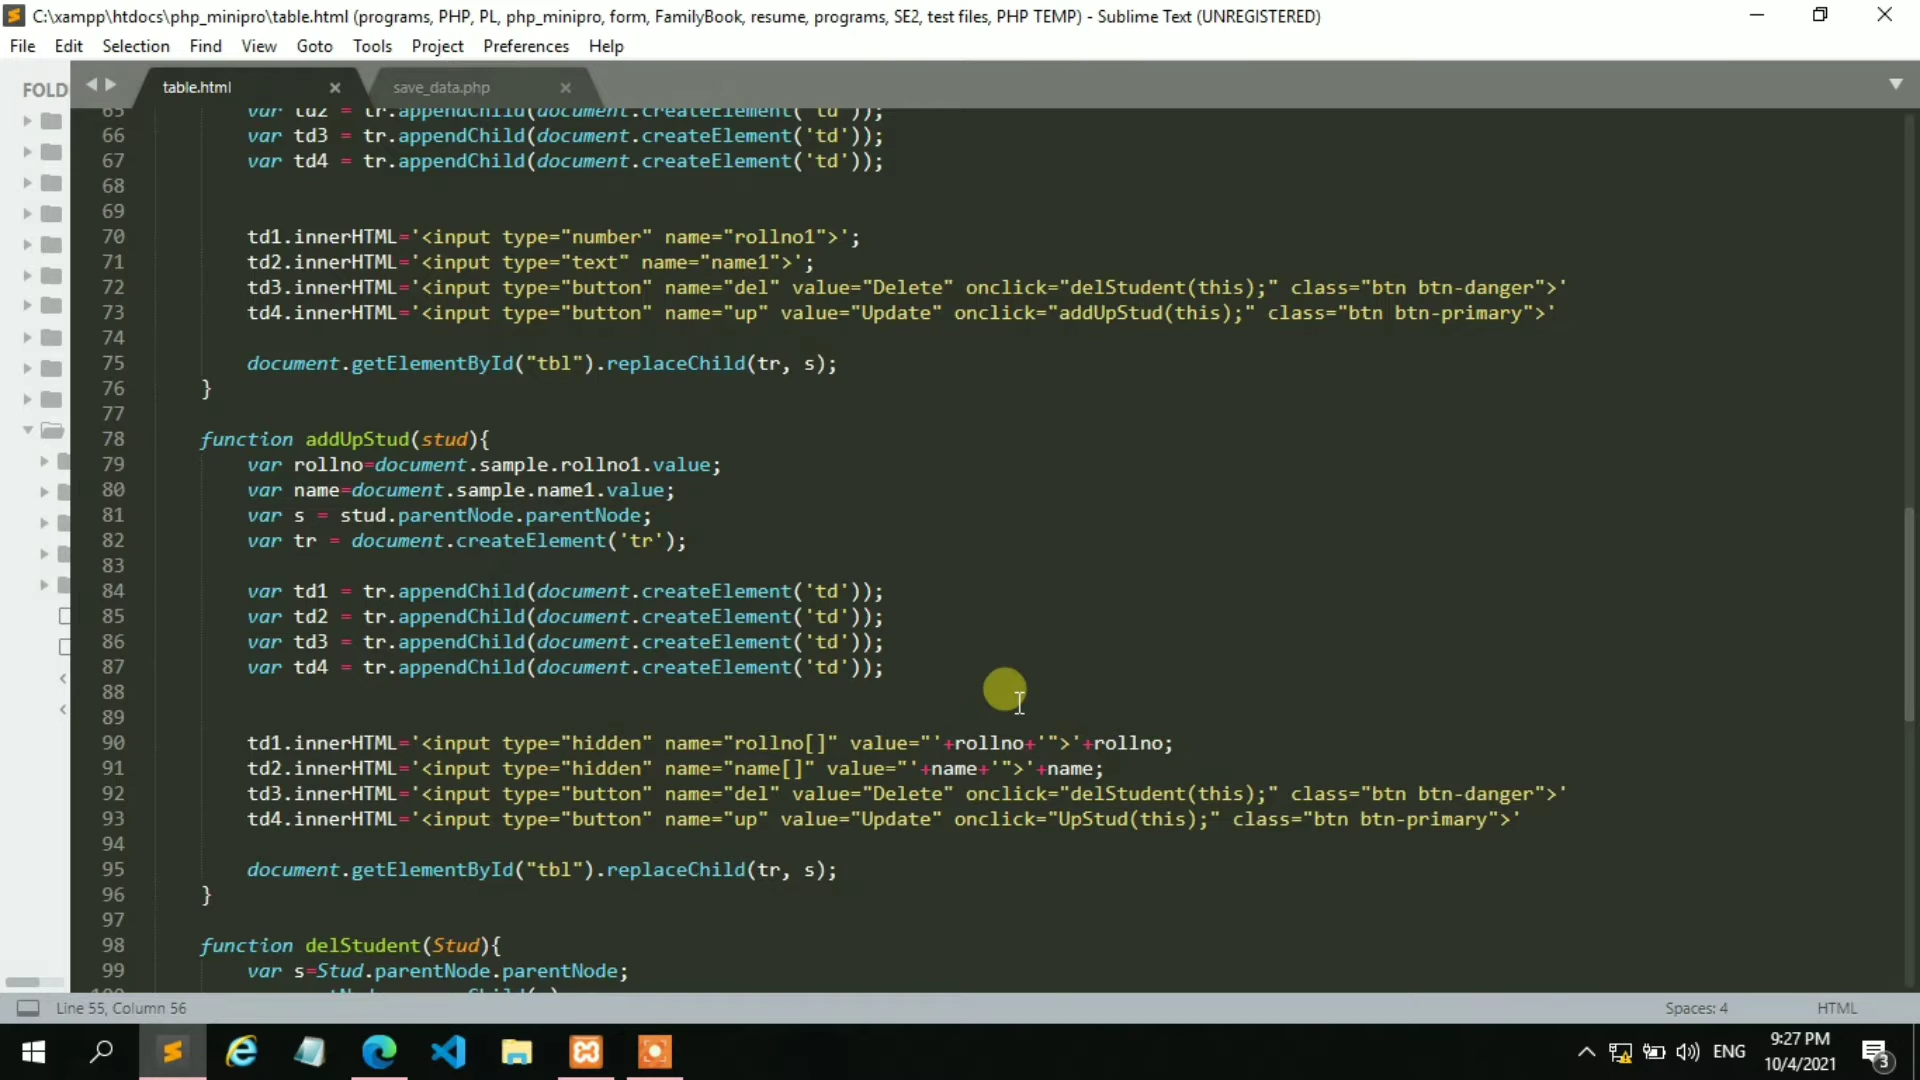 C:\xampp\htdocs\php_minipro\table.html (programs, PHP, PL, php_minipro, form, FamilyBook, resume, programs, SE2, test files, PHP TEMP) - Sublime Text (UNREGISTERED)
File Edit Selection Find View Goto Tools Project Preferences Help
FOLD
table.html × save_data.php ×
65 var td2 = tr.appendChild(document.createElement('td'));
66 var td3 = tr.appendChild(document.createElement('td'));
67 var td4 = tr.appendChild(document.createElement('td'));
68
69
70 td1.innerHTML='<input type="number" name="rollno1">';
71 td2.innerHTML='<input type="text" name="name1">';
72 td3.innerHTML='<input type="button" name="del" value="Delete" onclick="delStudent(this);" class="btn btn-danger">'
73 td4.innerHTML='<input type="button" name="up" value="Update" onclick="addUpStud(this);" class="btn btn-primary">'
74
75 document.getElementById("tbl").replaceChild(tr, s);
76 }
77
78 function addUpStud(stud){
79 var rollno=document.sample.rollno1.value;
80 var name=document.sample.name1.value;
81 var s = stud.parentNode.parentNode;
82 var tr = document.createElement('tr');
83
84 var td1 = tr.appendChild(document.createElement('td'));
85 var td2 = tr.appendChild(document.createElement('td'));
86 var td3 = tr.appendChild(document.createElement('td'));
87 var td4 = tr.appendChild(document.createElement('td'));
88
89
90 td1.innerHTML='<input type="hidden" name="rollno[]" value="'+rollno+'">'+rollno;
91 td2.innerHTML='<input type="hidden" name="name[]" value="'+name+'">'+name;
92 td3.innerHTML='<input type="button" name="del" value="Delete" onclick="delStudent(this);" class="btn btn-danger">'
93 td4.innerHTML='<input type="button" name="up" value="Update" onclick="UpStud(this);" class="btn btn-primary">'
94
95 document.getElementById("tbl").replaceChild(tr, s);
96 }
97
98 function delStudent(Stud){
99 var s=Stud.parentNode.parentNode;
Line 55, Column 56 Spaces: 4 HTML
ENG 9:27 PM
10/4/2021 3